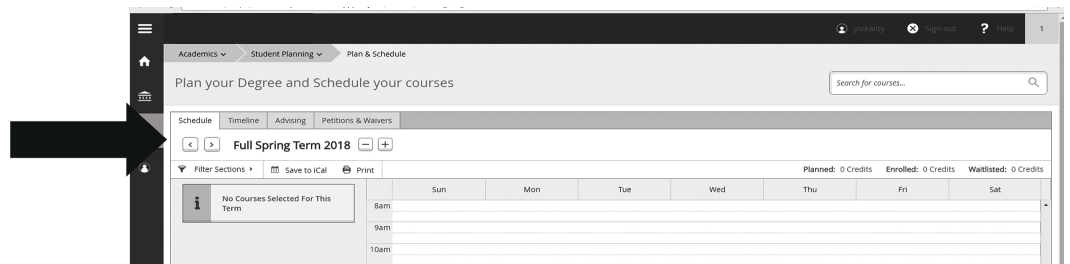 jreality Sign out ? Help 1
Academics Student Planning Plan & Schedule
Plan your Degree and Schedule your courses
Search for courses...
Schedule Timeline Advising Petitions & Waivers
< > Full Spring Term 2018 − +
Filter Sections Save to iCal Print Planned: 0 Credits Enrolled: 0 Credits Waitlisted: 0 Credits
Sun Mon Tue Wed Thu Fri Sat
i No Courses Selected For This
Term
8am
9am
10am